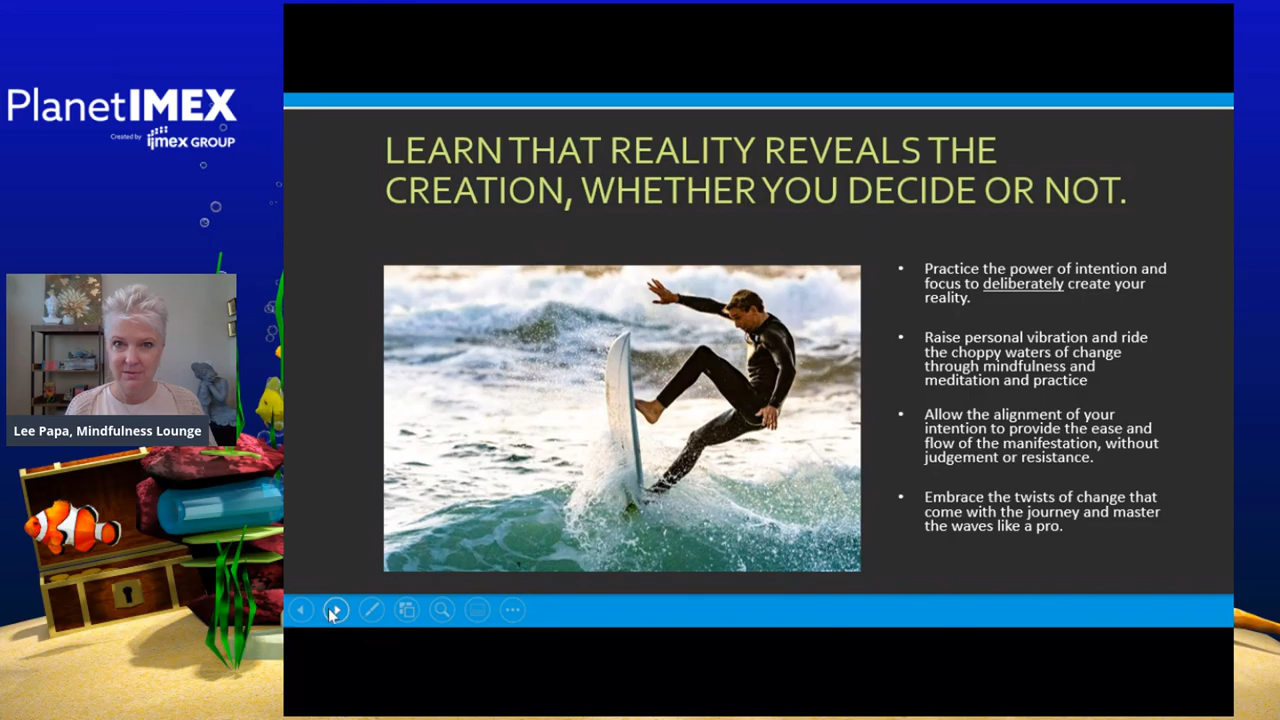 PlanetIMEX
Created by imex GROUP
Lee Papa, Mindfulness Lounge
LEARN THAT REALITY REVEALS THE
CREATION, WHETHER YOU DECIDE OR NOT.
• Practice the power of intention and
focus to deliberately create your
reality.
• Raise personal vibration and ride
the choppy waters of change
through mindfulness and
meditation and practice
• Allow the alignment of your
intention to provide the ease and
flow of the manifestation, without
judgement or resistance.
• Embrace the twists of change that
come with the journey and master
the waves like a pro.